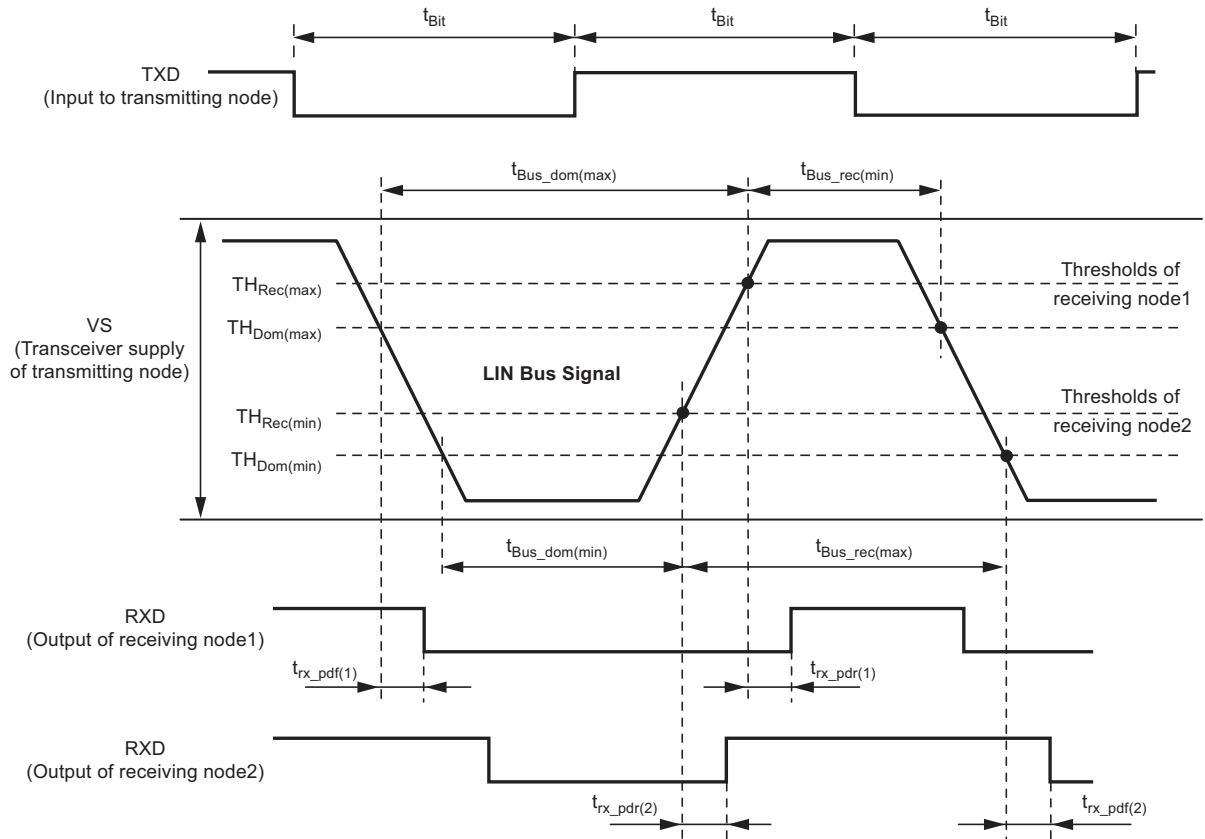 tBit
tBit
tBit
TXD
(Input to transmitting node)
tBus_dom(max)
tBus_rec(min)
THRec(max)
Thresholds of
receiving node1
THDom(max)
VS
(Transceiver supply
of transmitting node)
LIN Bus Signal
THRec(min)
Thresholds of
receiving node2
THDom(min)
tBus_dom(min)
tBus_rec(max)
RXD
(Output of receiving node1)
trx_pdf(1)
trx_pdr(1)
RXD
(Output of receiving node2)
trx_pdr(2)
trx_pdf(2)